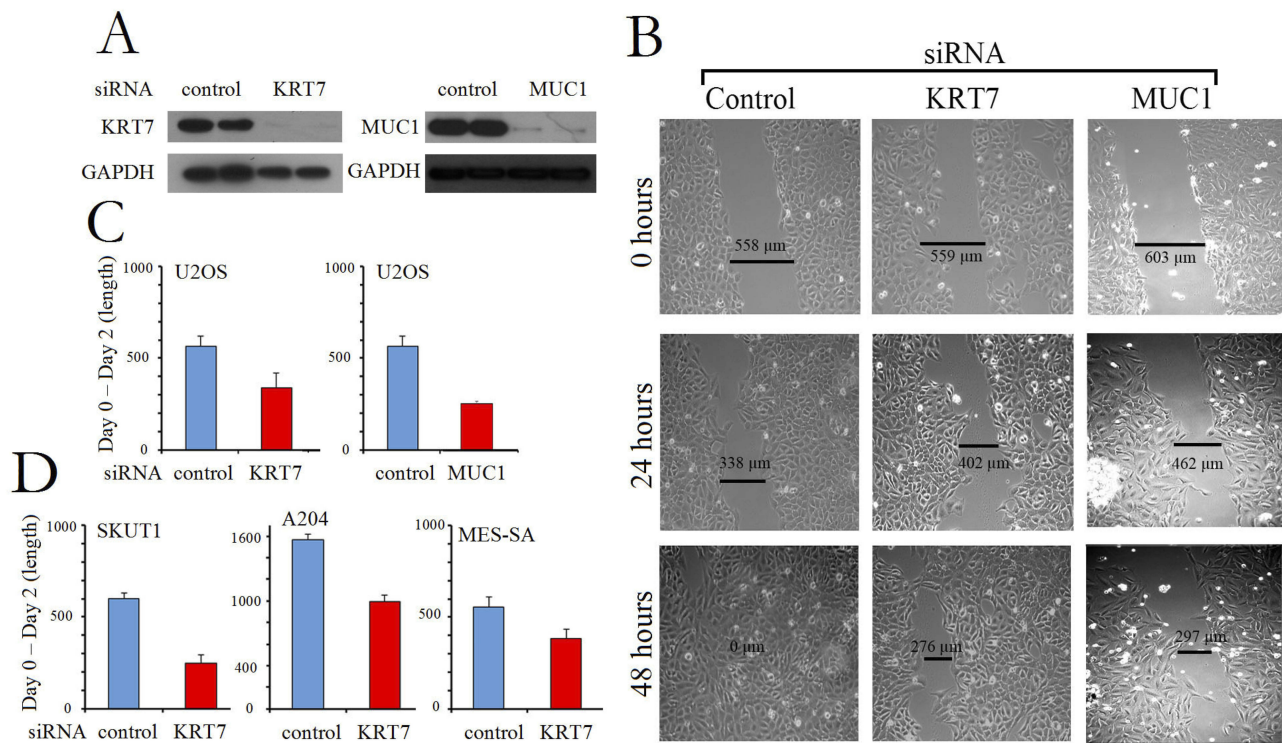 A
siRNA control KRT7 control MUC1
KRT7 MUC1
GAPDH GAPDH
B
siRNA
Control KRT7 MUC1
0 hours
558 µm 559 µm 603 µm
24 hours
338 µm 402 µm 462 µm
48 hours
0 µm 276 µm 297 µm
C
Day 0 – Day 2 (length)
1000
500
0
U2OS
siRNA control KRT7
1000
500
0
U2OS
control MUC1
D
Day 0 – Day 2 (length)
1000
500
0
SKUT1
siRNA control KRT7
1600
1000
400
0
A204
control KRT7
1000
500
0
MES-SA
control KRT7